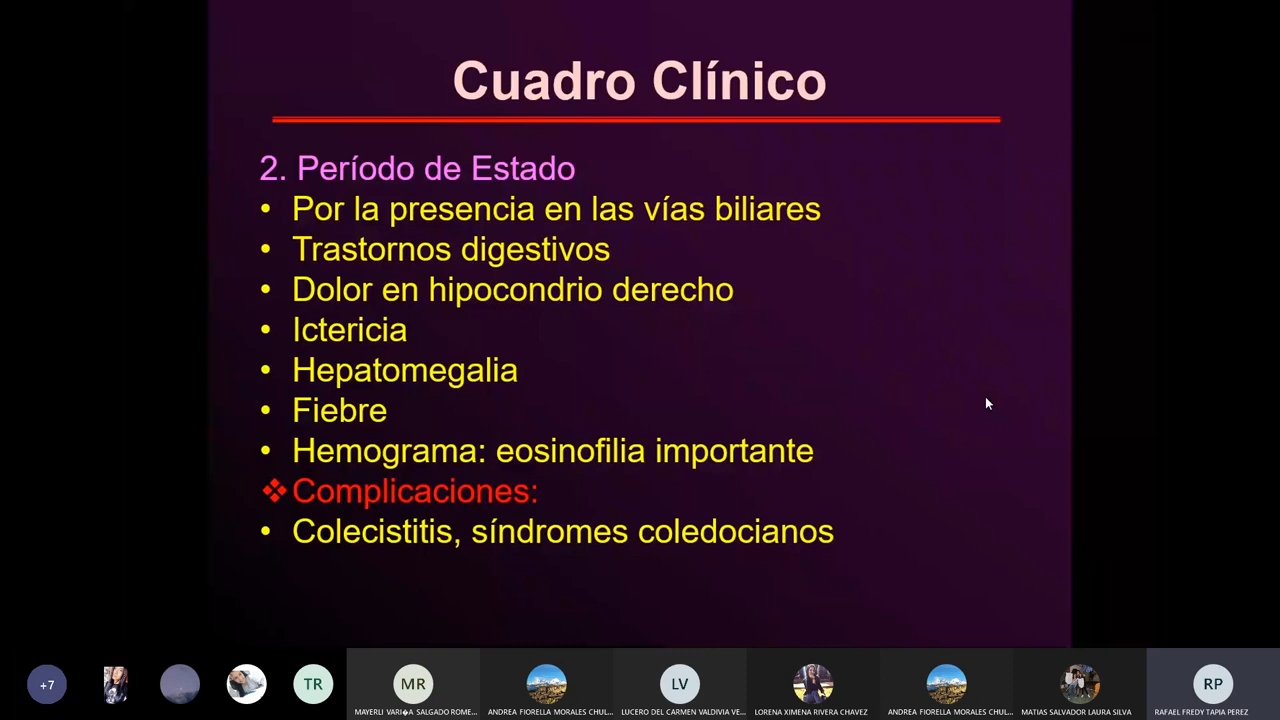 Cuadro Clínico
2. Período de Estado
• Por la presencia en las vías biliares
• Trastornos digestivos
• Dolor en hipocondrio derecho
• Ictericia
• Hepatomegalia
• Fiebre
• Hemograma: eosinofilia importante
❖ Complicaciones:
• Colecistitis, síndromes coledocianos
+7 TR MR LV RP
MAYERLI VARI�A SALGADO ROME... ANDREA FIORELLA MORALES CHUL... LUCERO DEL CARMEN VALDIVIA VE... LORENA XIMENA RIVERA CHAVEZ ANDREA FIORELLA MORALES CHUL... MATIAS SALVADOR LAURA SILVA RAFAEL FREDY TAPIA PEREZ